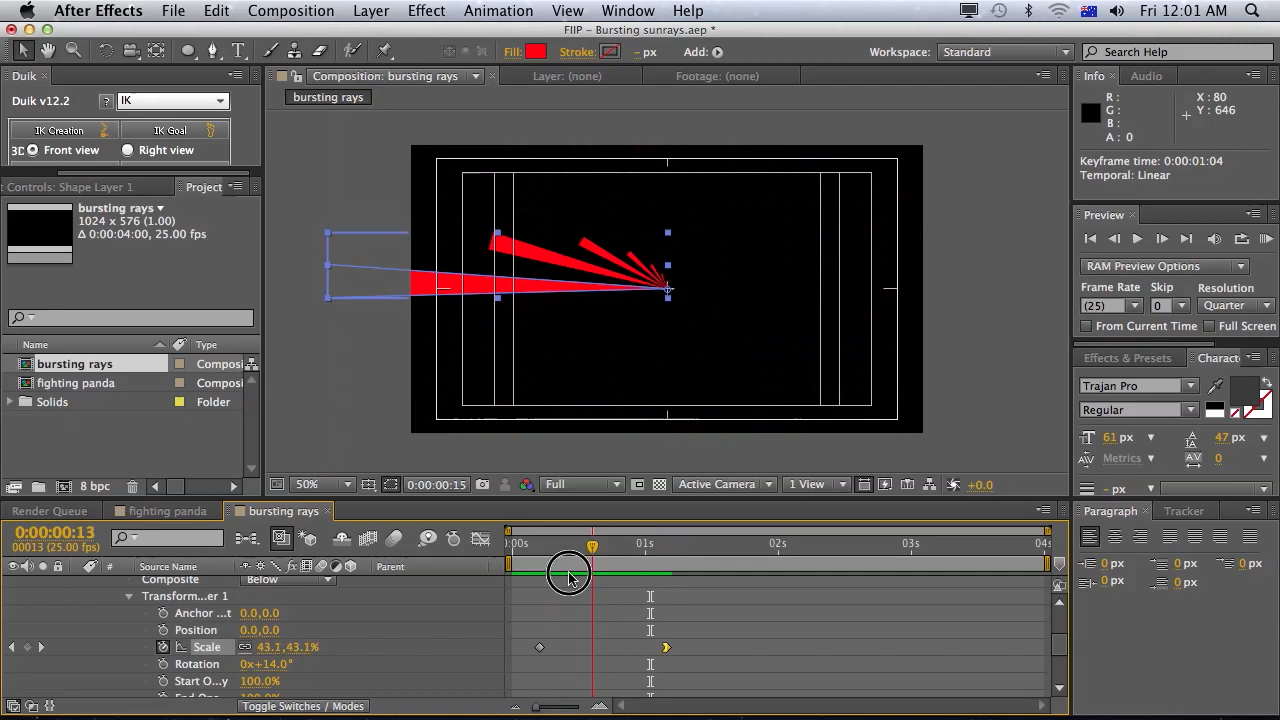 After Effects File Edit Composition Layer Effect Animation View Window Help Fri 12:01 AM
FIIP - Bursting sunrays.aep *
T Fill: Stroke: - px Add: Workspace: Standard Search Help
Duik Composition: bursting rays Layer: (none) Footage: (none) Info Audio
Duik v12.2 ? IK bursting rays R: X: 80
G: Y: 646
B:
A: 0
IK Creation IK Goal
3D Front view Right view
Keyframe time: 0:00:01:04
Temporal: Linear
Controls: Shape Layer 1 Project
bursting rays
1024 x 576 (1.00)
Δ 0:00:04:00, 25.00 fps)
Preview
RAM Preview Options
Frame Rate Skip Resolution
(25) 0 Quarter
From Current Time Full Screen
Name Type
bursting rays Composi
fighting panda Composi
Solids Folder
Effects & Presets Charact
Trajan Pro
Regular
61 px 47 px
Metrics 0
- px
8 bpc 50% 0:00:00:15 Full Active Camera 1 View +0.0
Render Queue fighting panda bursting rays Paragraph Tracker
0:00:00:13
00013 (25.00 fps)
:00s 01s 02s 03s 04s
# Source Name Parent
Composite Below
Transform...er 1
Anchor ...t 0.0,0.0
Position 0.0,0.0
Scale 43.1,43.1%
Rotation 0x+14.0°
Start O...y 100.0%
End Op...y 100.0%
Toggle Switches / Modes
0 px 0 px 0 px
0 px 0 px